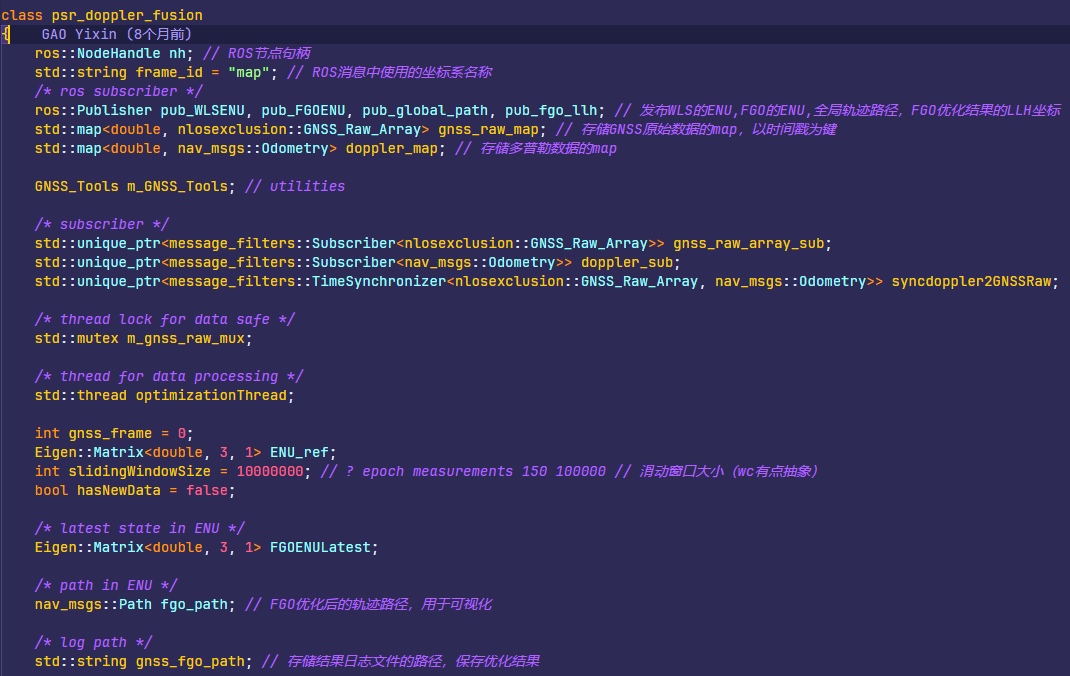 class psr_doppler_fusion
{    GAO Yixin (8个月前)
    ros::NodeHandle nh; // ROS节点句柄
    std::string frame_id = "map"; // ROS消息中使用的坐标系名称
    /* ros subscriber */
    ros::Publisher pub_WLSENU, pub_FGOENU, pub_global_path, pub_fgo_llh; // 发布WLS的ENU,FGO的ENU,全局轨迹路径，FGO优化结果的LLH坐标
    std::map<double, nlosexclusion::GNSS_Raw_Array> gnss_raw_map; // 存储GNSS原始数据的map，以时间戳为键
    std::map<double, nav_msgs::Odometry> doppler_map; // 存储多普勒数据的map

    GNSS_Tools m_GNSS_Tools; // utilities

    /* subscriber */
    std::unique_ptr<message_filters::Subscriber<nlosexclusion::GNSS_Raw_Array>> gnss_raw_array_sub;
    std::unique_ptr<message_filters::Subscriber<nav_msgs::Odometry>> doppler_sub;
    std::unique_ptr<message_filters::TimeSynchronizer<nlosexclusion::GNSS_Raw_Array, nav_msgs::Odometry>> syncdoppler2GNSSRaw;

    /* thread lock for data safe */
    std::mutex m_gnss_raw_mux;

    /* thread for data processing */
    std::thread optimizationThread;

    int gnss_frame = 0;
    Eigen::Matrix<double, 3, 1> ENU_ref;
    int slidingWindowSize = 10000000; // ? epoch measurements 150 100000 // 滑动窗口大小（wc有点抽象）
    bool hasNewData = false;

    /* latest state in ENU */
    Eigen::Matrix<double, 3, 1> FGOENULatest;

    /* path in ENU */
    nav_msgs::Path fgo_path; // FGO优化后的轨迹路径，用于可视化

    /* log path */
    std::string gnss_fgo_path; // 存储结果日志文件的路径，保存优化结果